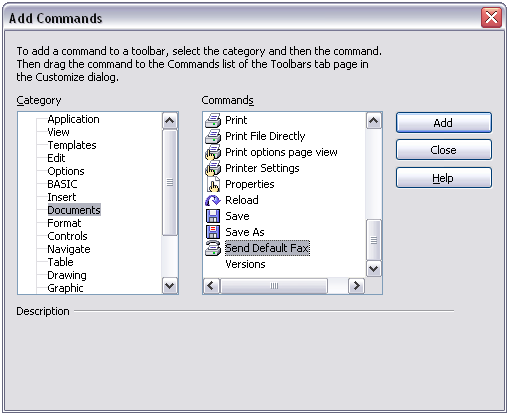 Add Commands
To add a command to a toolbar, select the category and then the command.
Then drag the command to the Commands list of the Toolbars tab page in
the Customize dialog.
Category
Application
View
Templates
Edit
Options
BASIC
Insert
Documents
Format
Controls
Navigate
Table
Drawing
Graphic
Commands
Print
Print File Directly
Print options page view
Printer Settings
Properties
Reload
Save
Save As
Send Default Fax
Versions
Add
Close
Help
Description